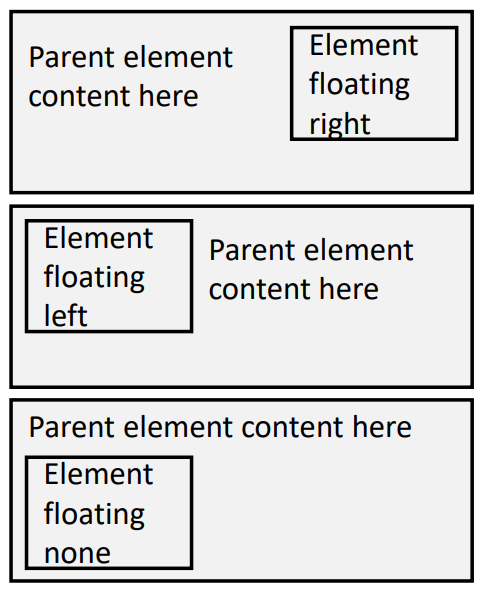 Parent element
content here
Element
floating
right
Element
floating
left
Parent element
content here
Parent element content here
Element
floating
none